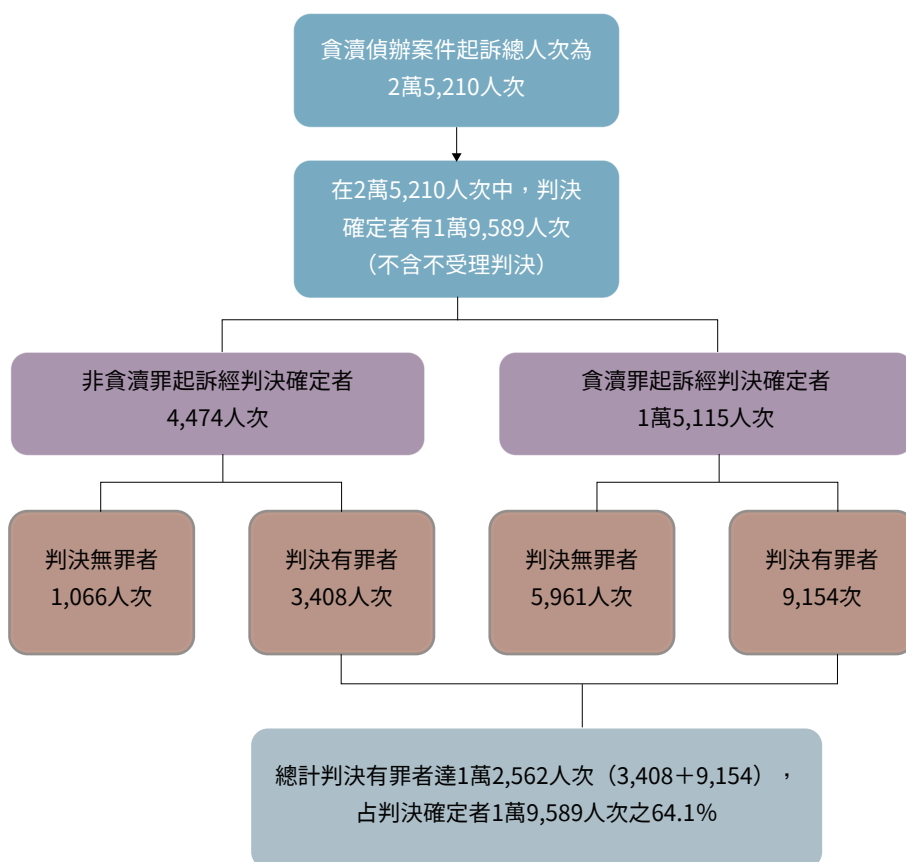 貪瀆偵辦案件起訴總人次為
2萬5,210人次
在2萬5,210人次中，判決
確定者有1萬9,589人次
（不含不受理判決）
非貪瀆罪起訴經判決確定者
4,474人次
貪瀆罪起訴經判決確定者
1萬5,115人次
判決無罪者
1,066人次
判決有罪者
3,408人次
判決無罪者
5,961人次
判決有罪者
9,154次
總計判決有罪者達1萬2,562人次（3,408＋9,154），
占判決確定者1萬9,589人次之64.1%